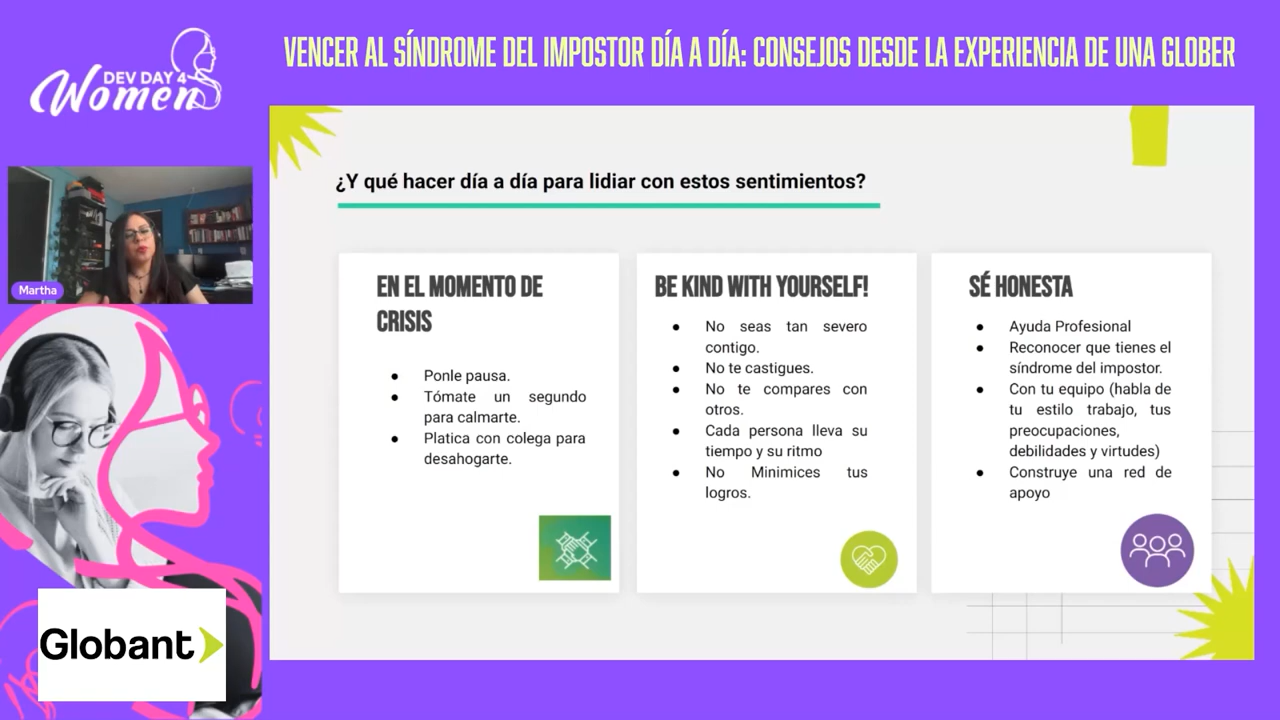 DEV DAY 4
Women
VENCER AL SÍNDROME DEL IMPOSTOR DÍA A DÍA: CONSEJOS DESDE LA EXPERIENCIA DE UNA GLOBER
Martha
¿Y qué hacer día a día para lidiar con estos sentimientos?
EN EL MOMENTO DE
CRISIS
● Ponle pausa.
● Tómate un segundo
para calmarte.
● Platica con colega para
desahogarte.
BE KIND WITH YOURSELF!
● No seas tan severo
contigo.
● No te castigues.
● No te compares con
otros.
● Cada persona lleva su
tiempo y su ritmo
● No Minimices tus
logros.
SÉ HONESTA
● Ayuda Profesional
● Reconocer que tienes el
síndrome del impostor.
● Con tu equipo (habla de
tu estilo trabajo, tus
preocupaciones,
debilidades y virtudes)
● Construye una red de
apoyo
Globant